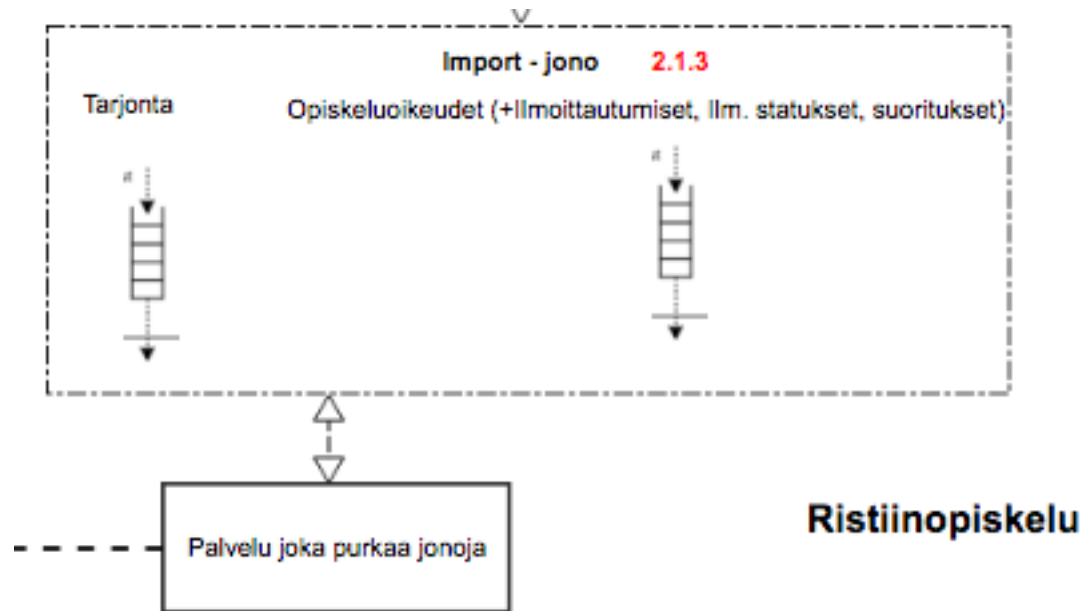 Import - jono 2.1.3
Tarjonta
Opiskeluoikeudet (+Ilmoittautumiset, Ilm. statukset, suoritukset)
Palvelu joka purkaa jonoja
Ristiinopiskelu